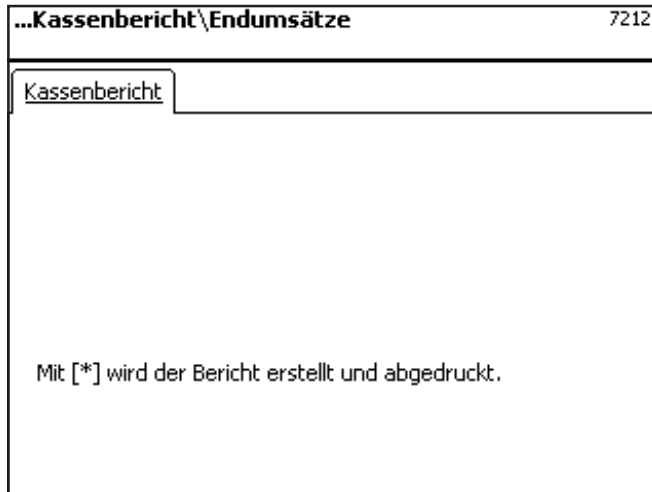 ...Kassenbericht\Endumsätze 7212
Kassenbericht
Mit [*] wird der Bericht erstellt und abgedruckt.